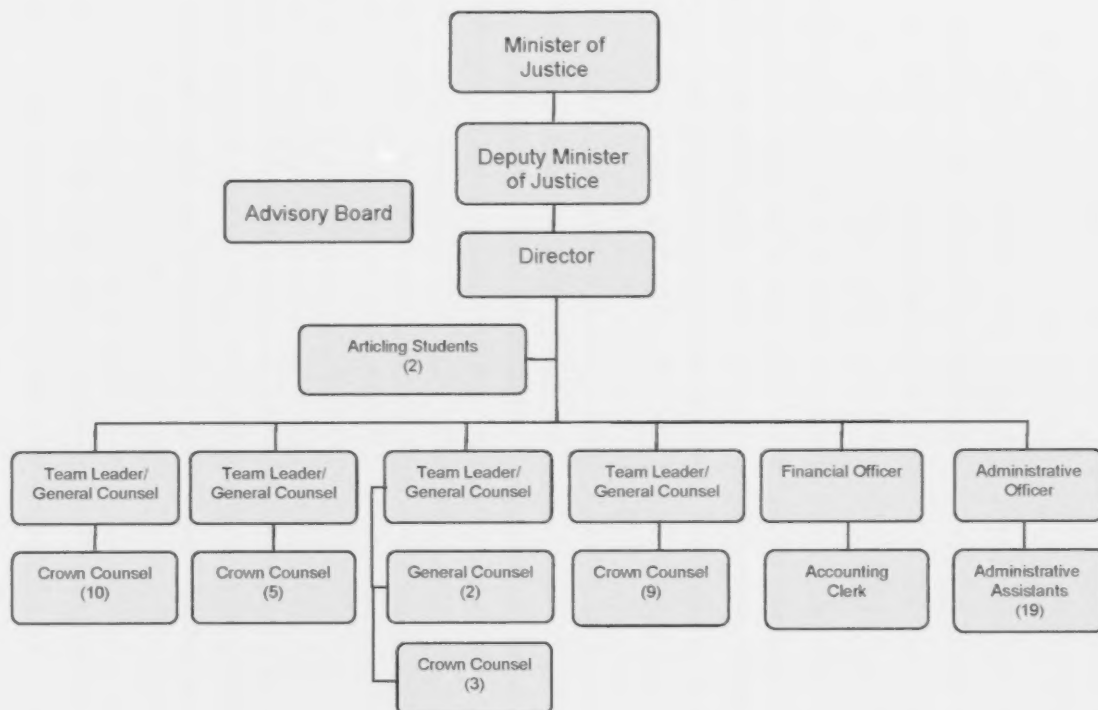 Minister of
Justice
Deputy Minister
of Justice
Advisory Board
Director
Articling Students
(2)
Team Leader/
General Counsel
Team Leader/
General Counsel
Team Leader/
General Counsel
Team Leader/
General Counsel
Financial Officer
Administrative
Officer
Crown Counsel
(10)
Crown Counsel
(5)
General Counsel
(2)
Crown Counsel
(9)
Accounting
Clerk
Administrative
Assistants
(19)
Crown Counsel
(3)